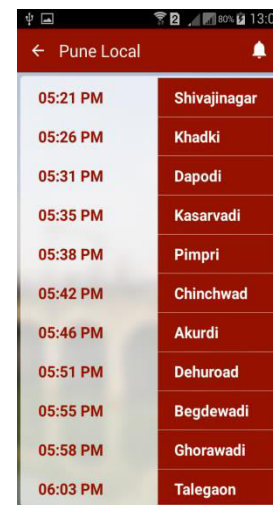 2 80% 13:0
Pune Local
05:21 PM Shivajinagar
05:26 PM Khadki
05:31 PM Dapodi
05:35 PM Kasarvadi
05:38 PM Pimpri
05:42 PM Chinchwad
05:46 PM Akurdi
05:51 PM Dehuroad
05:55 PM Begdewadi
05:58 PM Ghorawadi
06:03 PM Talegaon